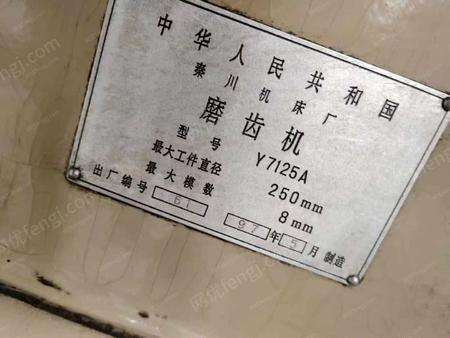 中华人民共和国
秦川机床厂
磨齿机
型号 Y7125A
最大工件直径 250mm
最大模数 8mm
出厂编号 61 97年5月 制造